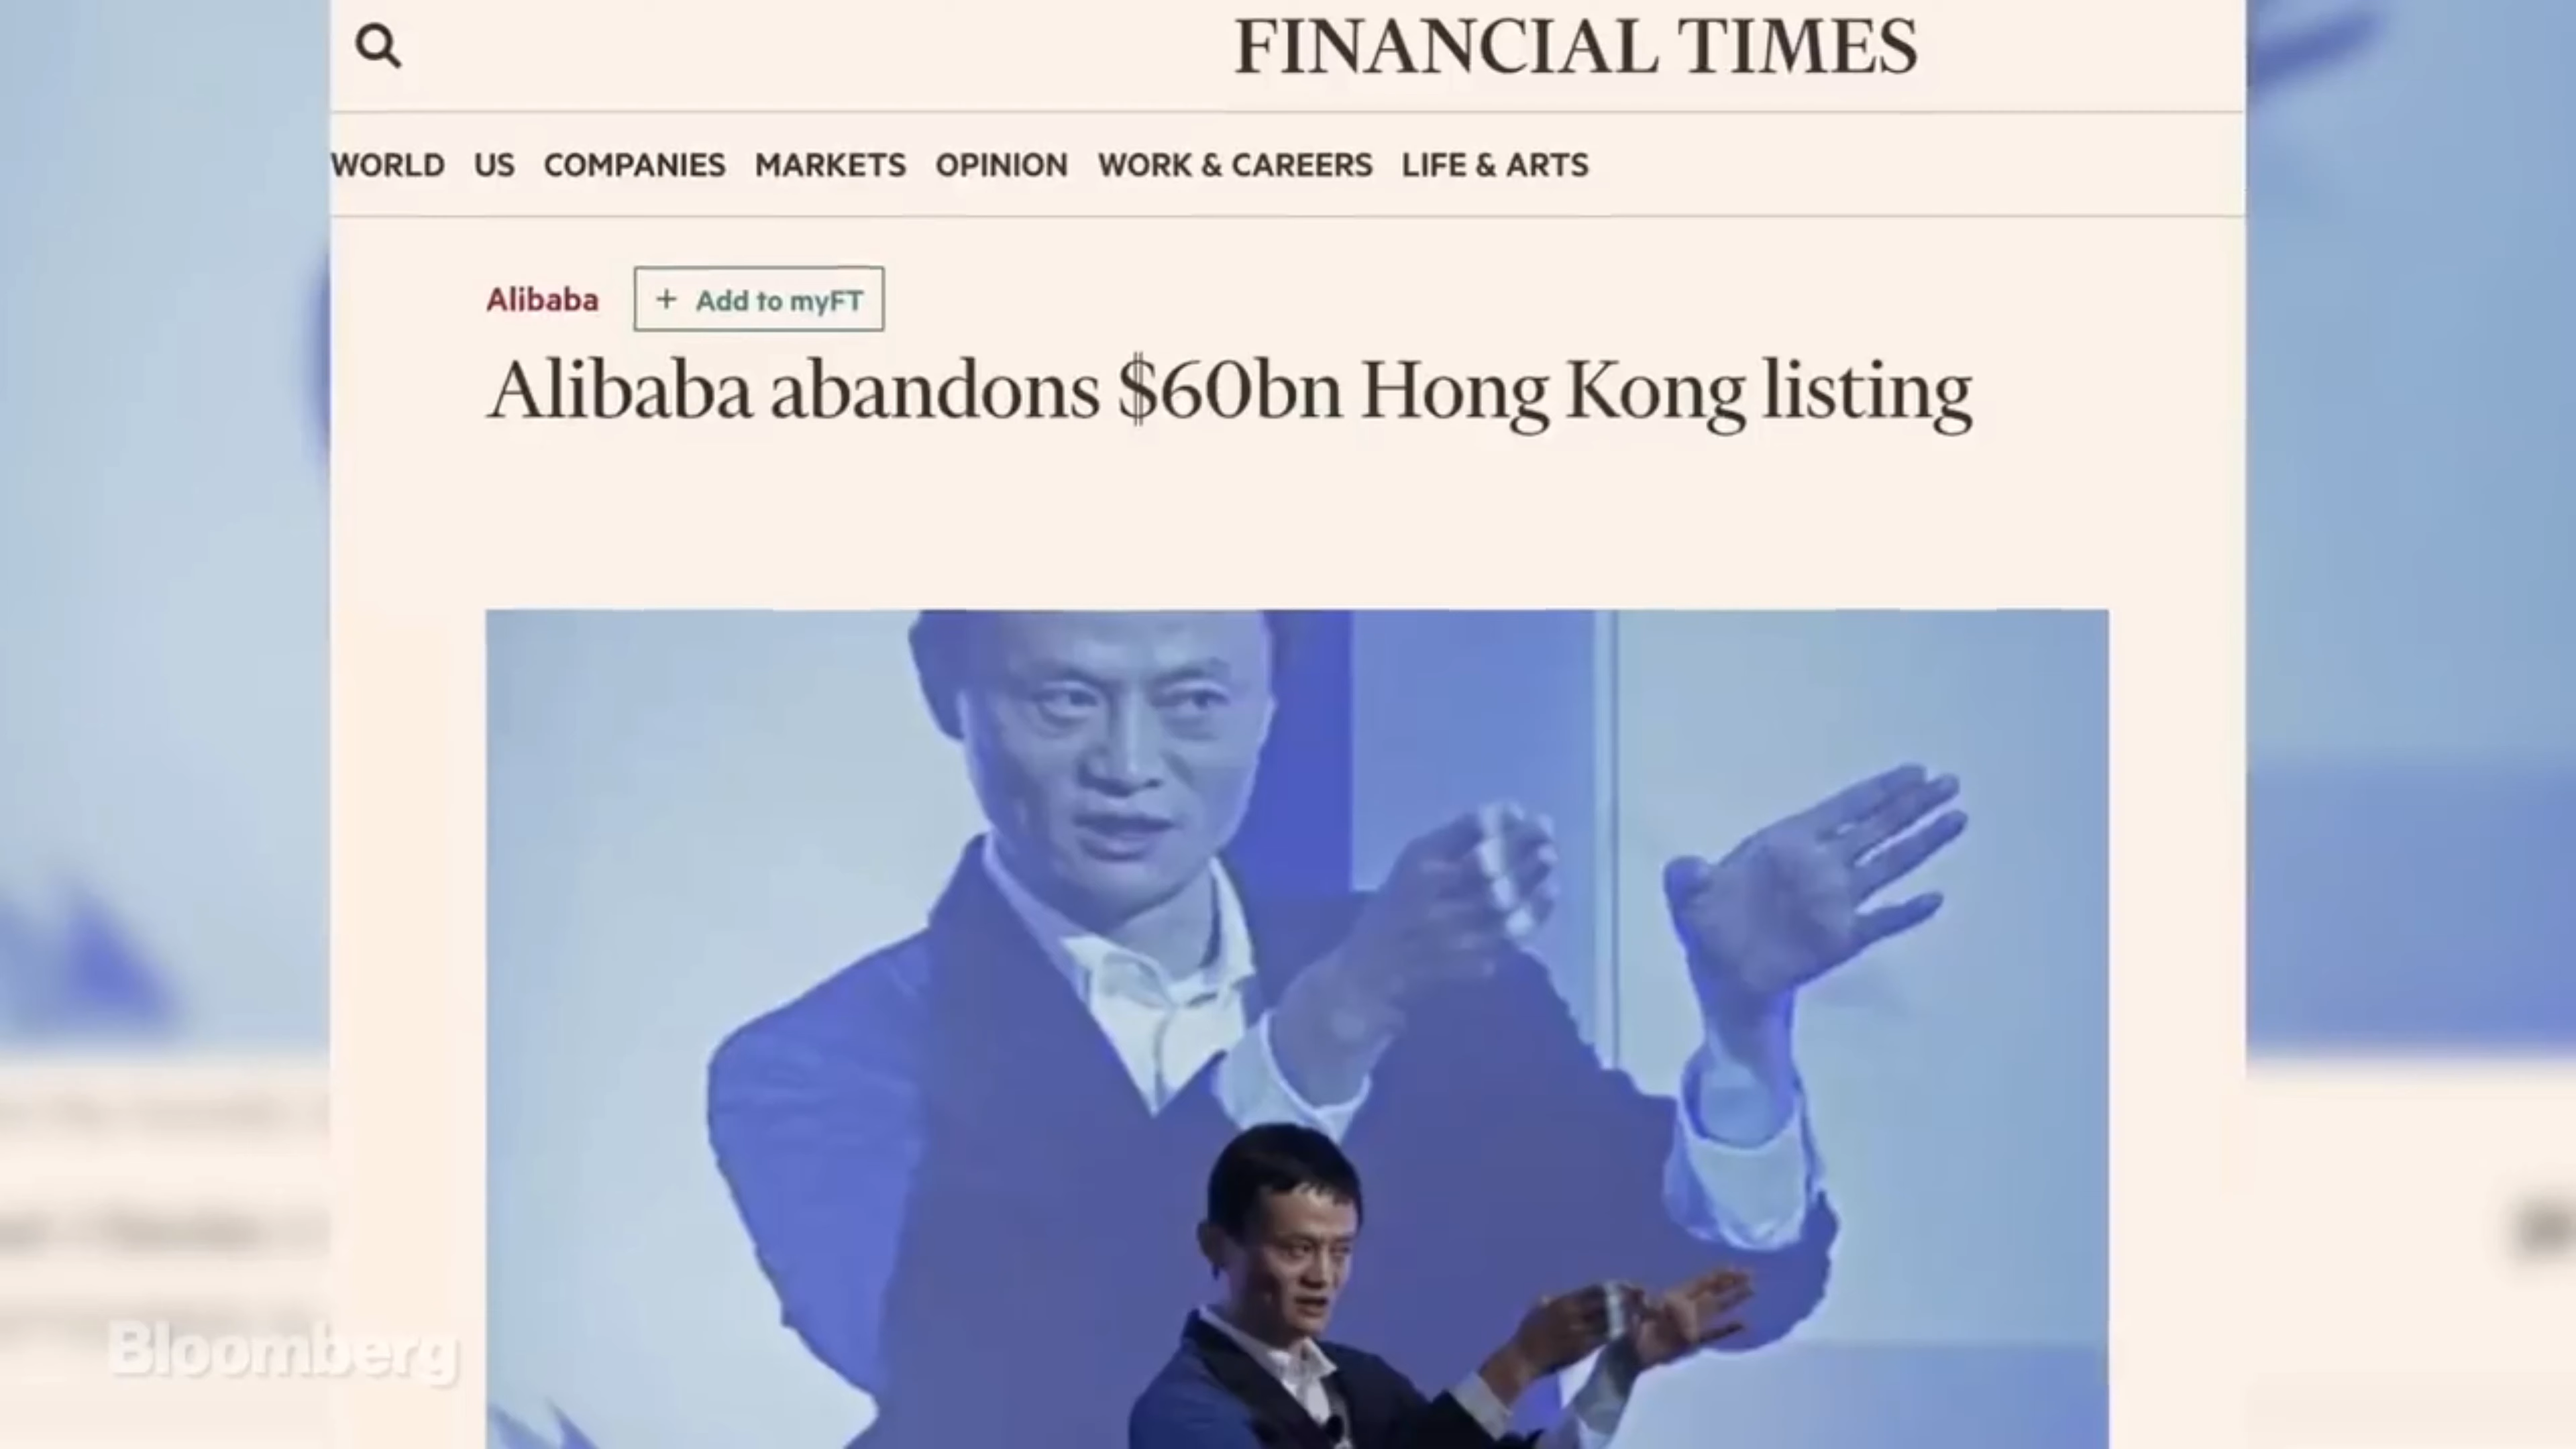 FINANCIAL TIMES
WORLD US COMPANIES MARKETS OPINION WORK & CAREERS LIFE & ARTS
Alibaba + Add to myFT
Alibaba abandons $60bn Hong Kong listing
Bloomberg